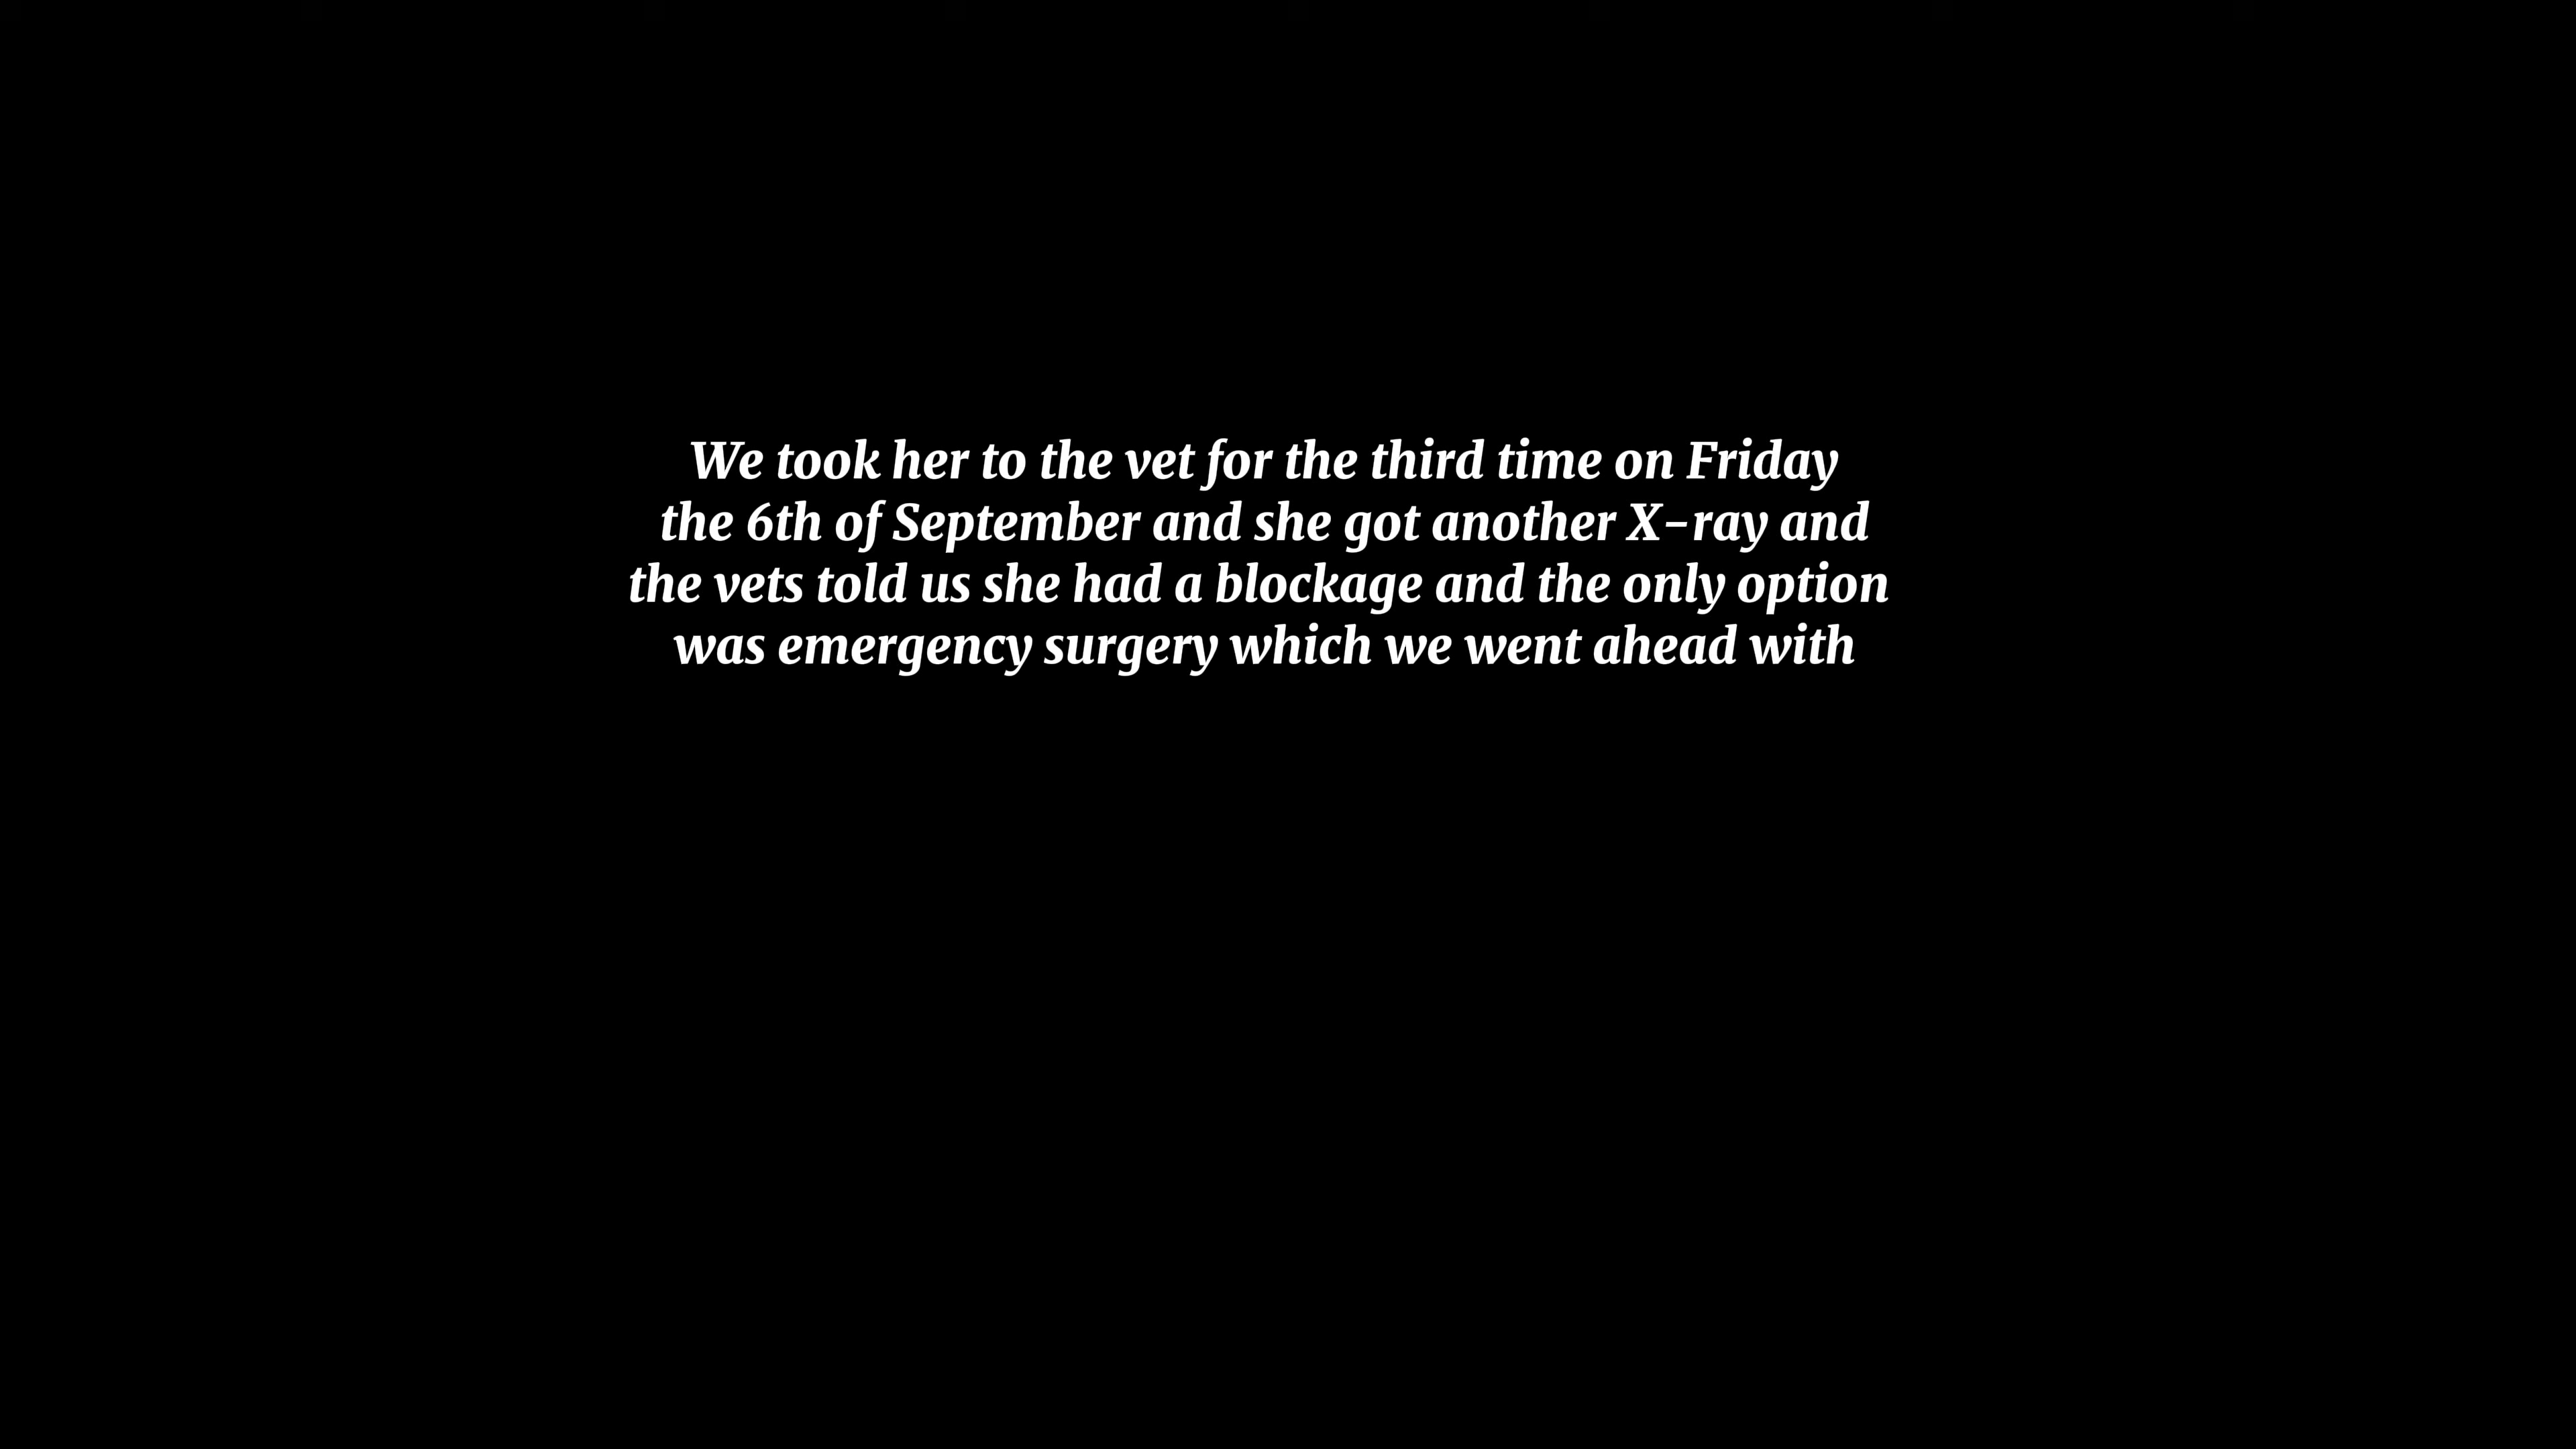 We took her to the vet for the third time on Friday
the 6th of September and she got another X-ray and
the vets told us she had a blockage and the only option
was emergency surgery which we went ahead with